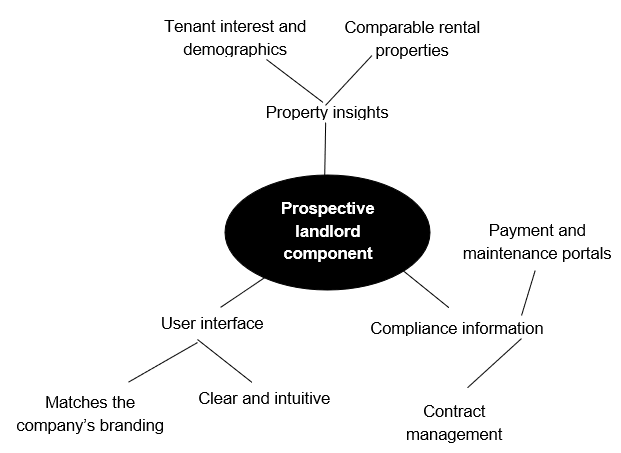 Tenant interest and
demographics
Comparable rental
properties
Property insights
Prospective
landlord
component
Payment and
maintenance portals
User interface
Compliance information
Matches the
company’s branding
Clear and intuitive
Contract
management